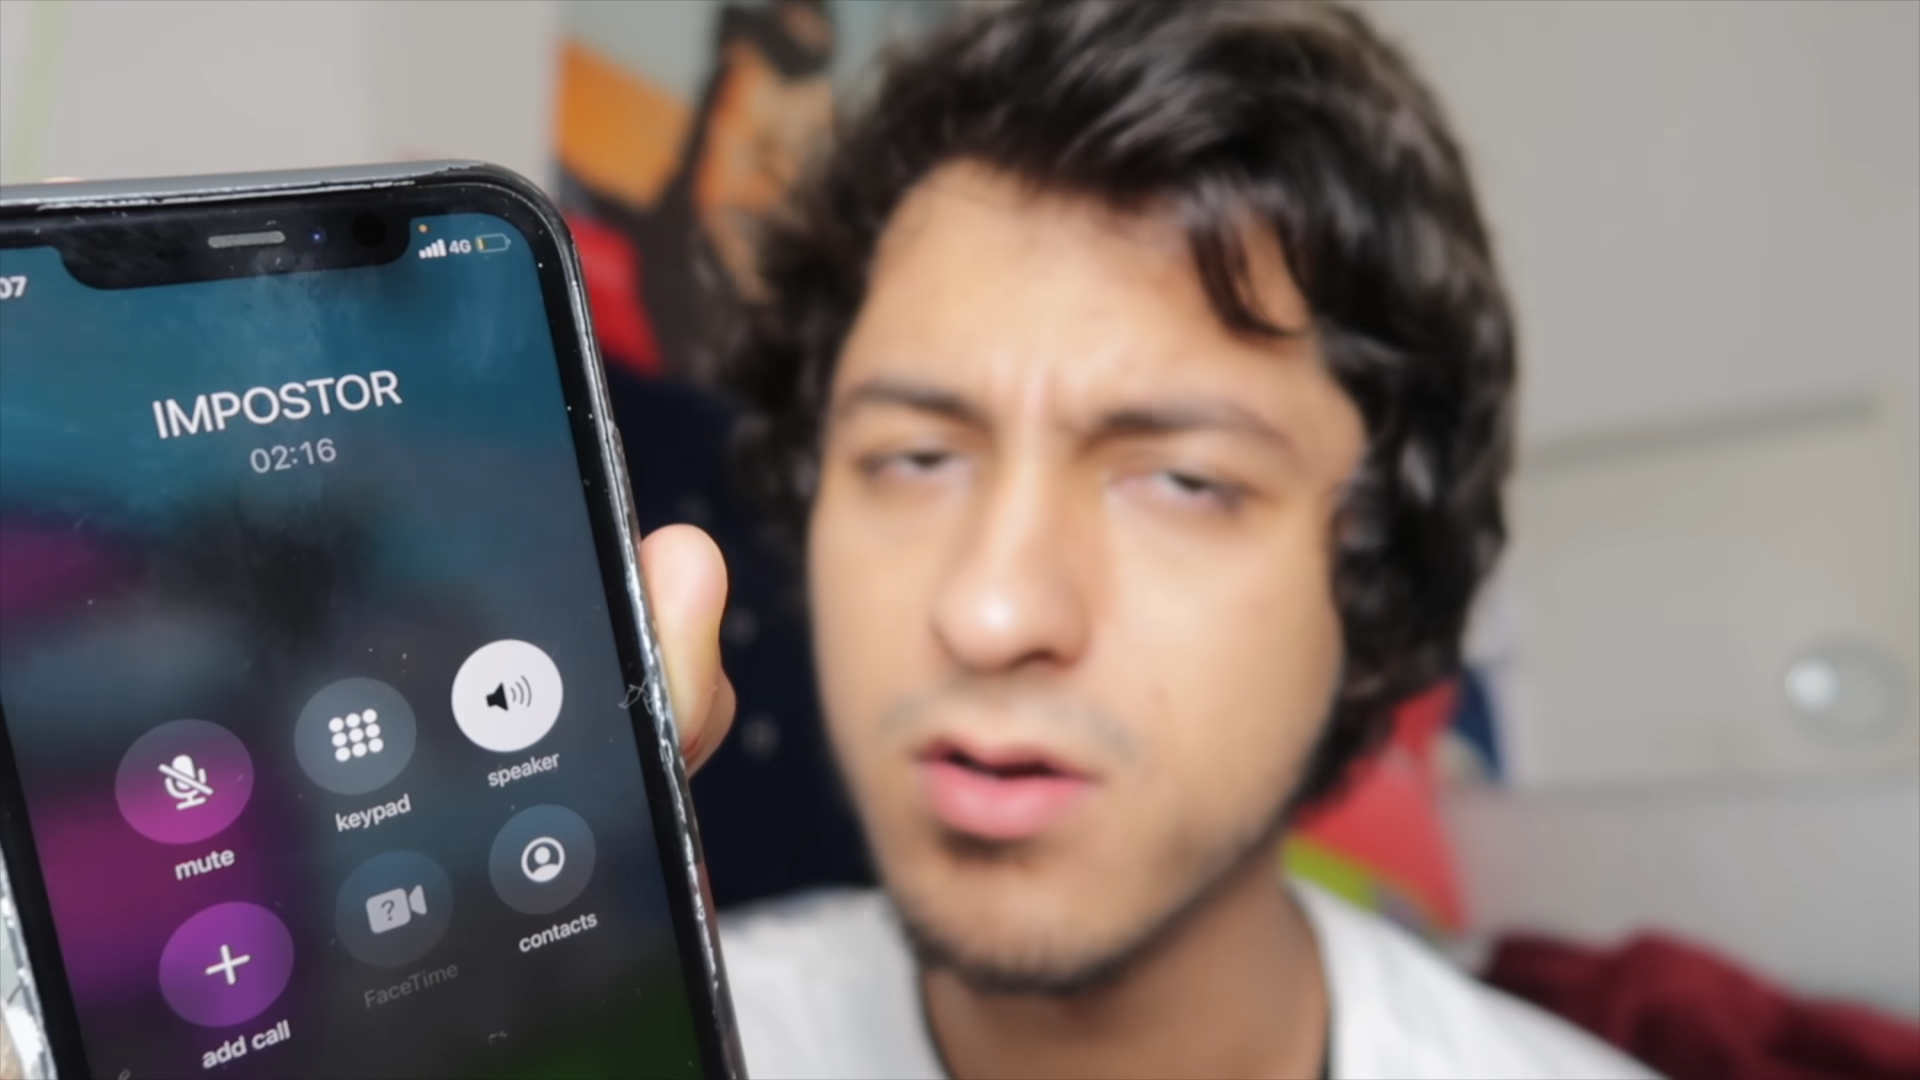 4G
07
IMPOSTOR
02:16
mute
keypad
speaker
add call
?
FaceTime
contacts